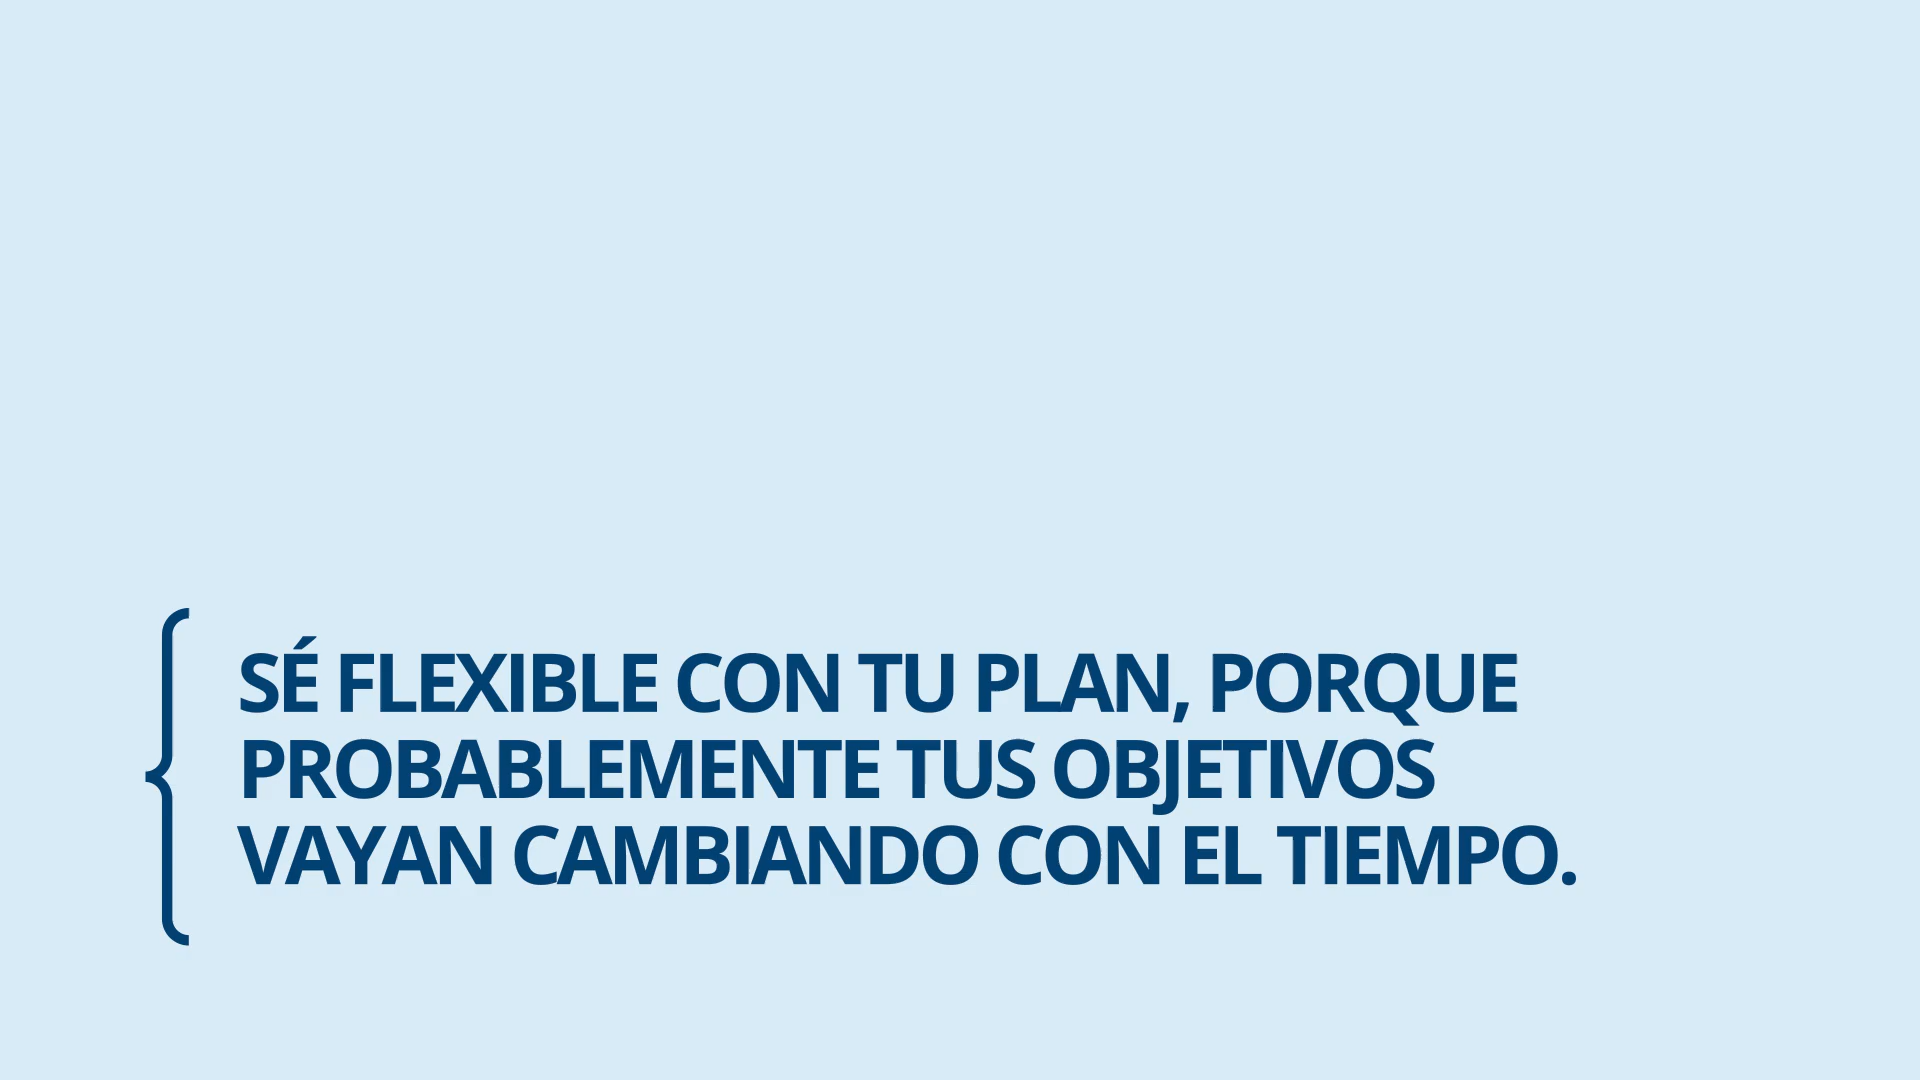 SÉ FLEXIBLE CON TU PLAN, PORQUE
PROBABLEMENTE TUS OBJETIVOS
VAYAN CAMBIANDO CON EL TIEMPO.